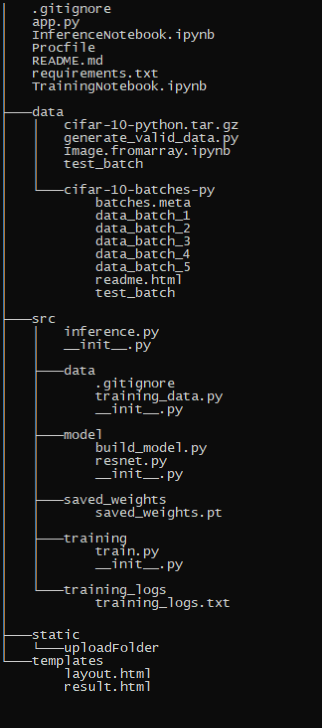 .gitignore
app.py
InferenceNotebook.ipynb
Procfile
README.md
requirements.txt
TrainingNotebook.ipynb
data
cifar-10-python.tar.gz
generate_valid_data.py
Image.fromarray.ipynb
test_batch
cifar-10-batches-py
batches.meta
data_batch_1
data_batch_2
data_batch_3
data_batch_4
data_batch_5
readme.html
test_batch
src
inference.py
__init__.py
data
.gitignore
training_data.py
__init__.py
model
build_model.py
resnet.py
__init__.py
saved_weights
saved_weights.pt
training
train.py
__init__.py
training_logs
training_logs.txt
static
uploadFolder
templates
layout.html
result.html